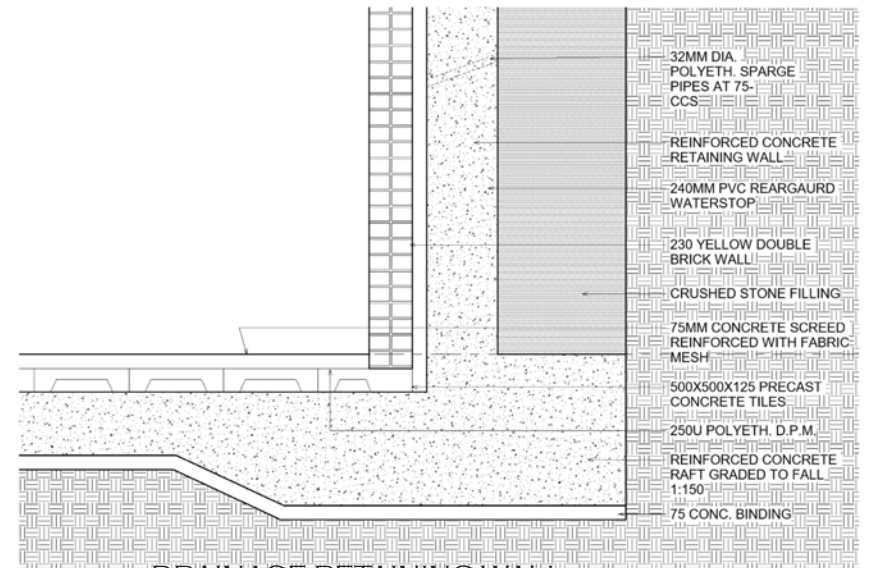 32MM DIA.
POLYETH. SPARGE
PIPES AT 75-
CCS
REINFORCED CONCRETE
RETAINING WALL
240MM PVC REARGAURD
WATERSTOP
230 YELLOW DOUBLE
BRICK WALL
CRUSHED STONE FILLING
75MM CONCRETE SCREED
REINFORCED WITH FABRIC
MESH
500X500X125 PRECAST
CONCRETE TILES
250U POLYETH. D.P.M.
REINFORCED CONCRETE
RAFT GRADED TO FALL
1:150
75 CONC. BINDING